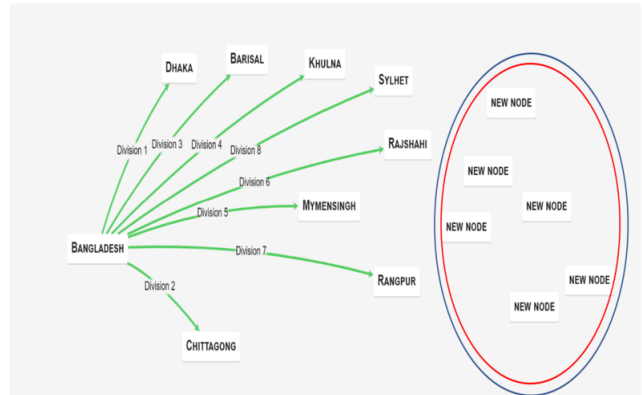 DHAKA
BARISAL
KHULNA
SYLHET
NEW NODE
Division 1
Division 3
Division 4
Division 8
RAJSHAHI
NEW NODE
Division 6
Division 5
MYMENSINGH
NEW NODE
NEW NODE
BANGLADESH
Division 7
RANGPUR
NEW NODE
Division 2
NEW NODE
CHITTAGONG